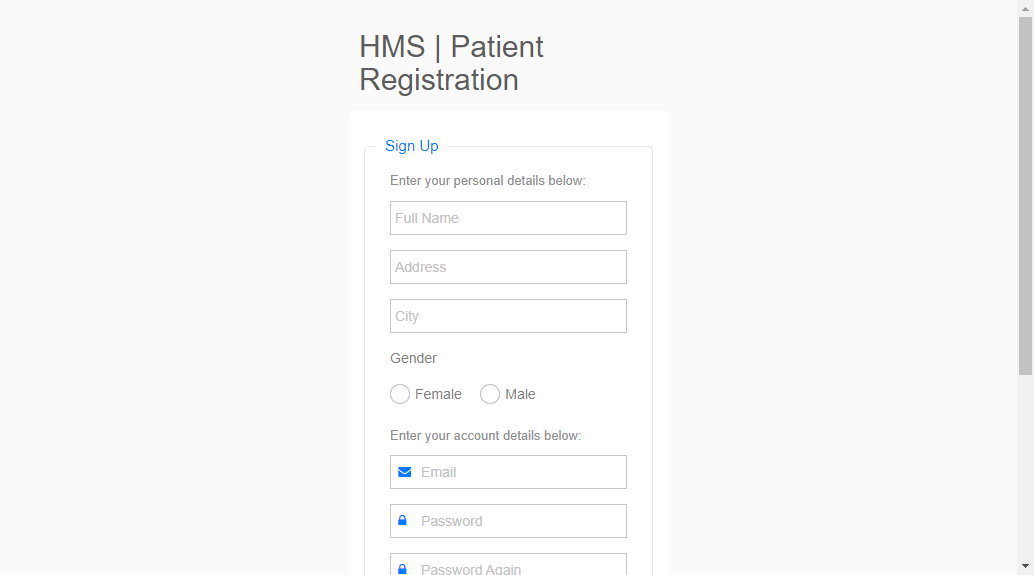 HMS | Patient
Registration
Sign Up
Enter your personal details below:
Full Name
Address
City
Gender
Female Male
Enter your account details below:
Email
Password
Password Again